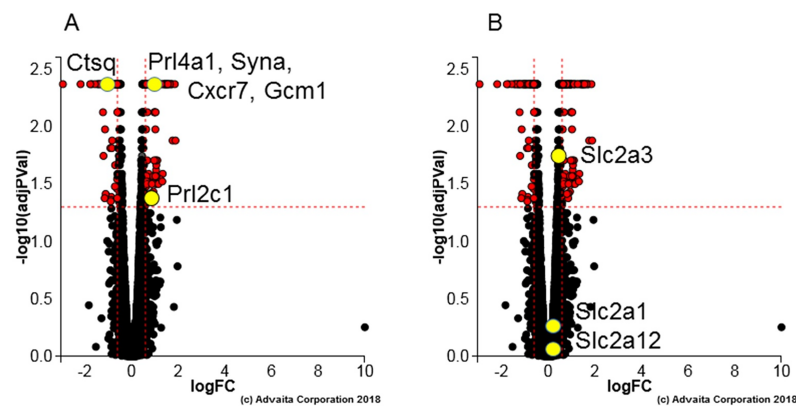 A
B
Ctsq
Prl4a1, Syna,
Cxcr7, Gcm1
Prl2c1
2.5
2.0
1.5
1.0
0.5
0.0
-log10(adjPVal)
-2 0 2 4 6 8 10
logFC
(c) Advaita Corporation 2018
Slc2a3
Slc2a1
Slc2a12
2.5
2.0
1.5
1.0
0.5
0.0
-log10(adjPVal)
-2 0 2 4 6 8 10
logFC
(c) Advaita Corporation 2018